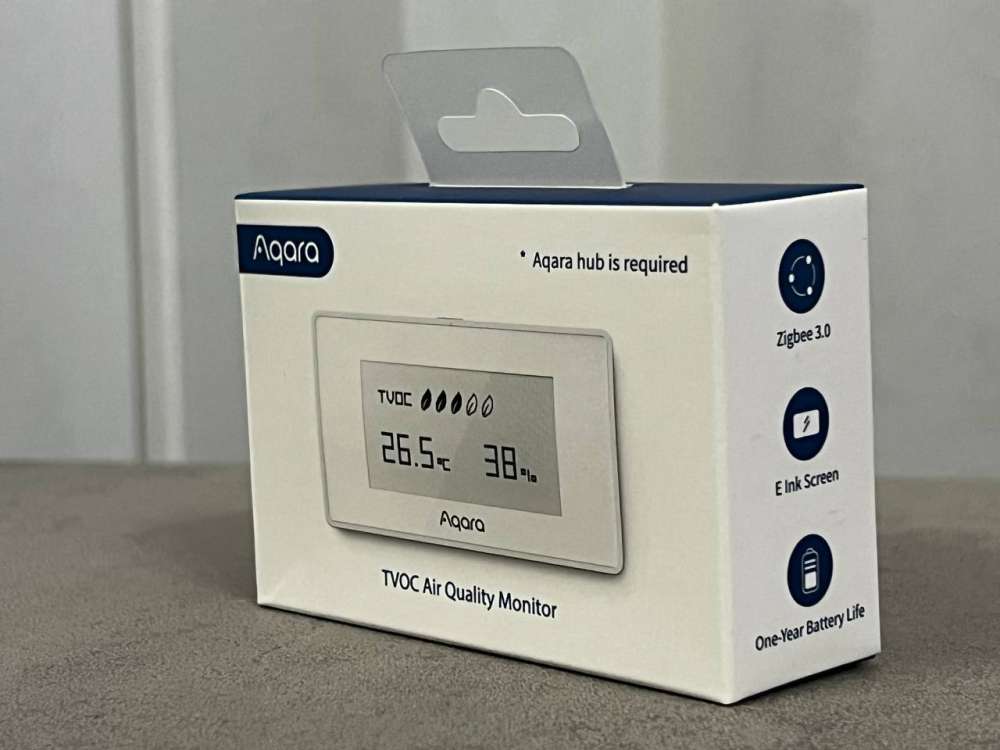 Aqara
* Aqara hub is required
TVOC
26.5°C 38%
Aqara
TVOC Air Quality Monitor
Zigbee 3.0
E Ink Screen
One-Year Battery Life